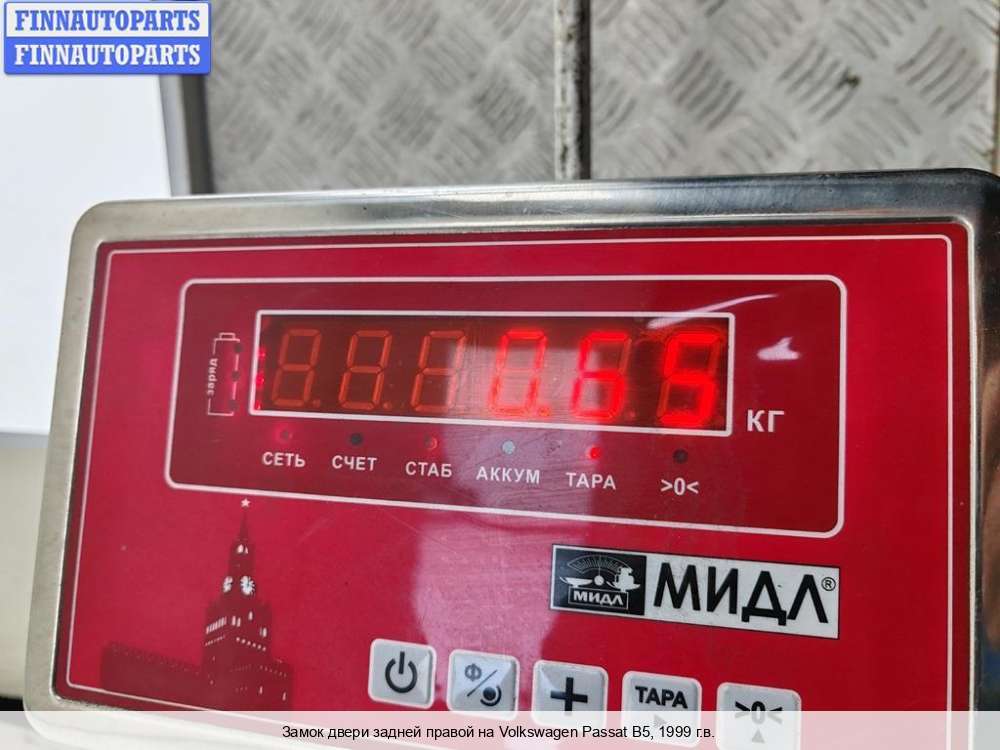 FINNAUTOPARTS
FINNAUTOPARTS
заряд
0.65
КГ
СЕТЬ СЧЕТ СТАБ АККУМ ТАРА >0<
МИДЛ МИДЛ®
Ф + ТАРА >0<
Замок двери задней правой на Volkswagen Passat B5, 1999 г.в.